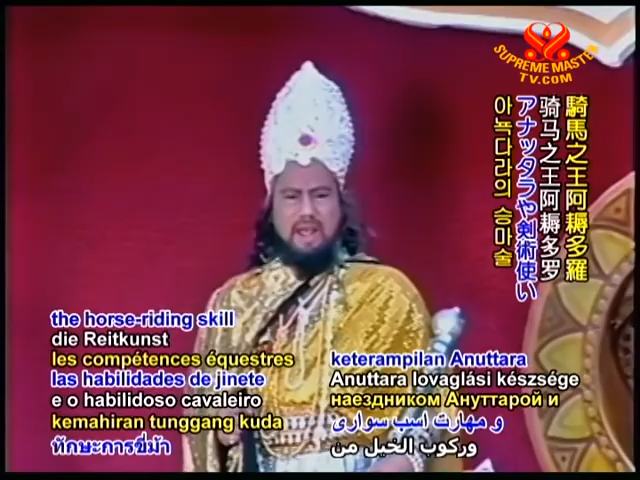 SUPREME MASTER
TV.COM
騎馬之王阿耨多羅
骑马之王阿耨多罗
アナッタラや剣術使い
아뇩다라의 승마술
the horse-riding skill
die Reitkunst
les compétences équestres
las habilidades de jinete
e o habilidoso cavaleiro
kemahiran tunggang kuda
ทักษะการขี่ม้า
keterampilan Anuttara
Anuttara lovaglási készsége
наездником Ануттарой и
و مهارت اسب سواری
وركوب الخيل من